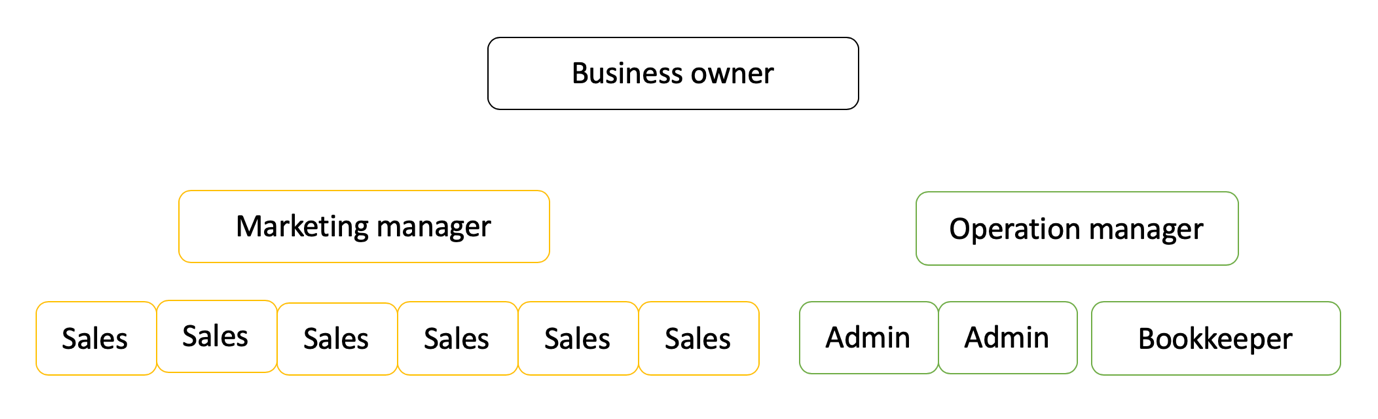 Business owner
Marketing manager
Operation manager
Sales
Sales
Sales
Sales
Sales
Sales
Admin
Admin
Bookkeeper